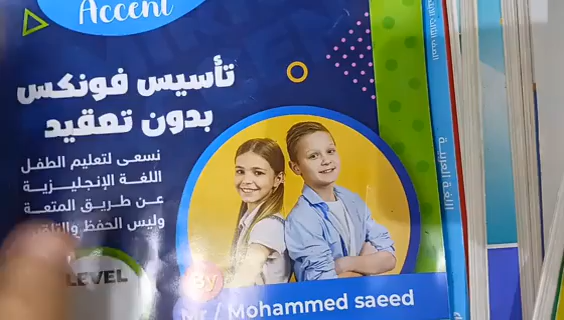 Accent
تأسيس فونكس
بدون تعقيد
نسعى لتعليم الطفل
اللغة الإنجليزية
عن طريق المتعة
وليس الحفظ والتلقين
LEVEL
By
Mr / Mohammed saeed
اللغة العربية